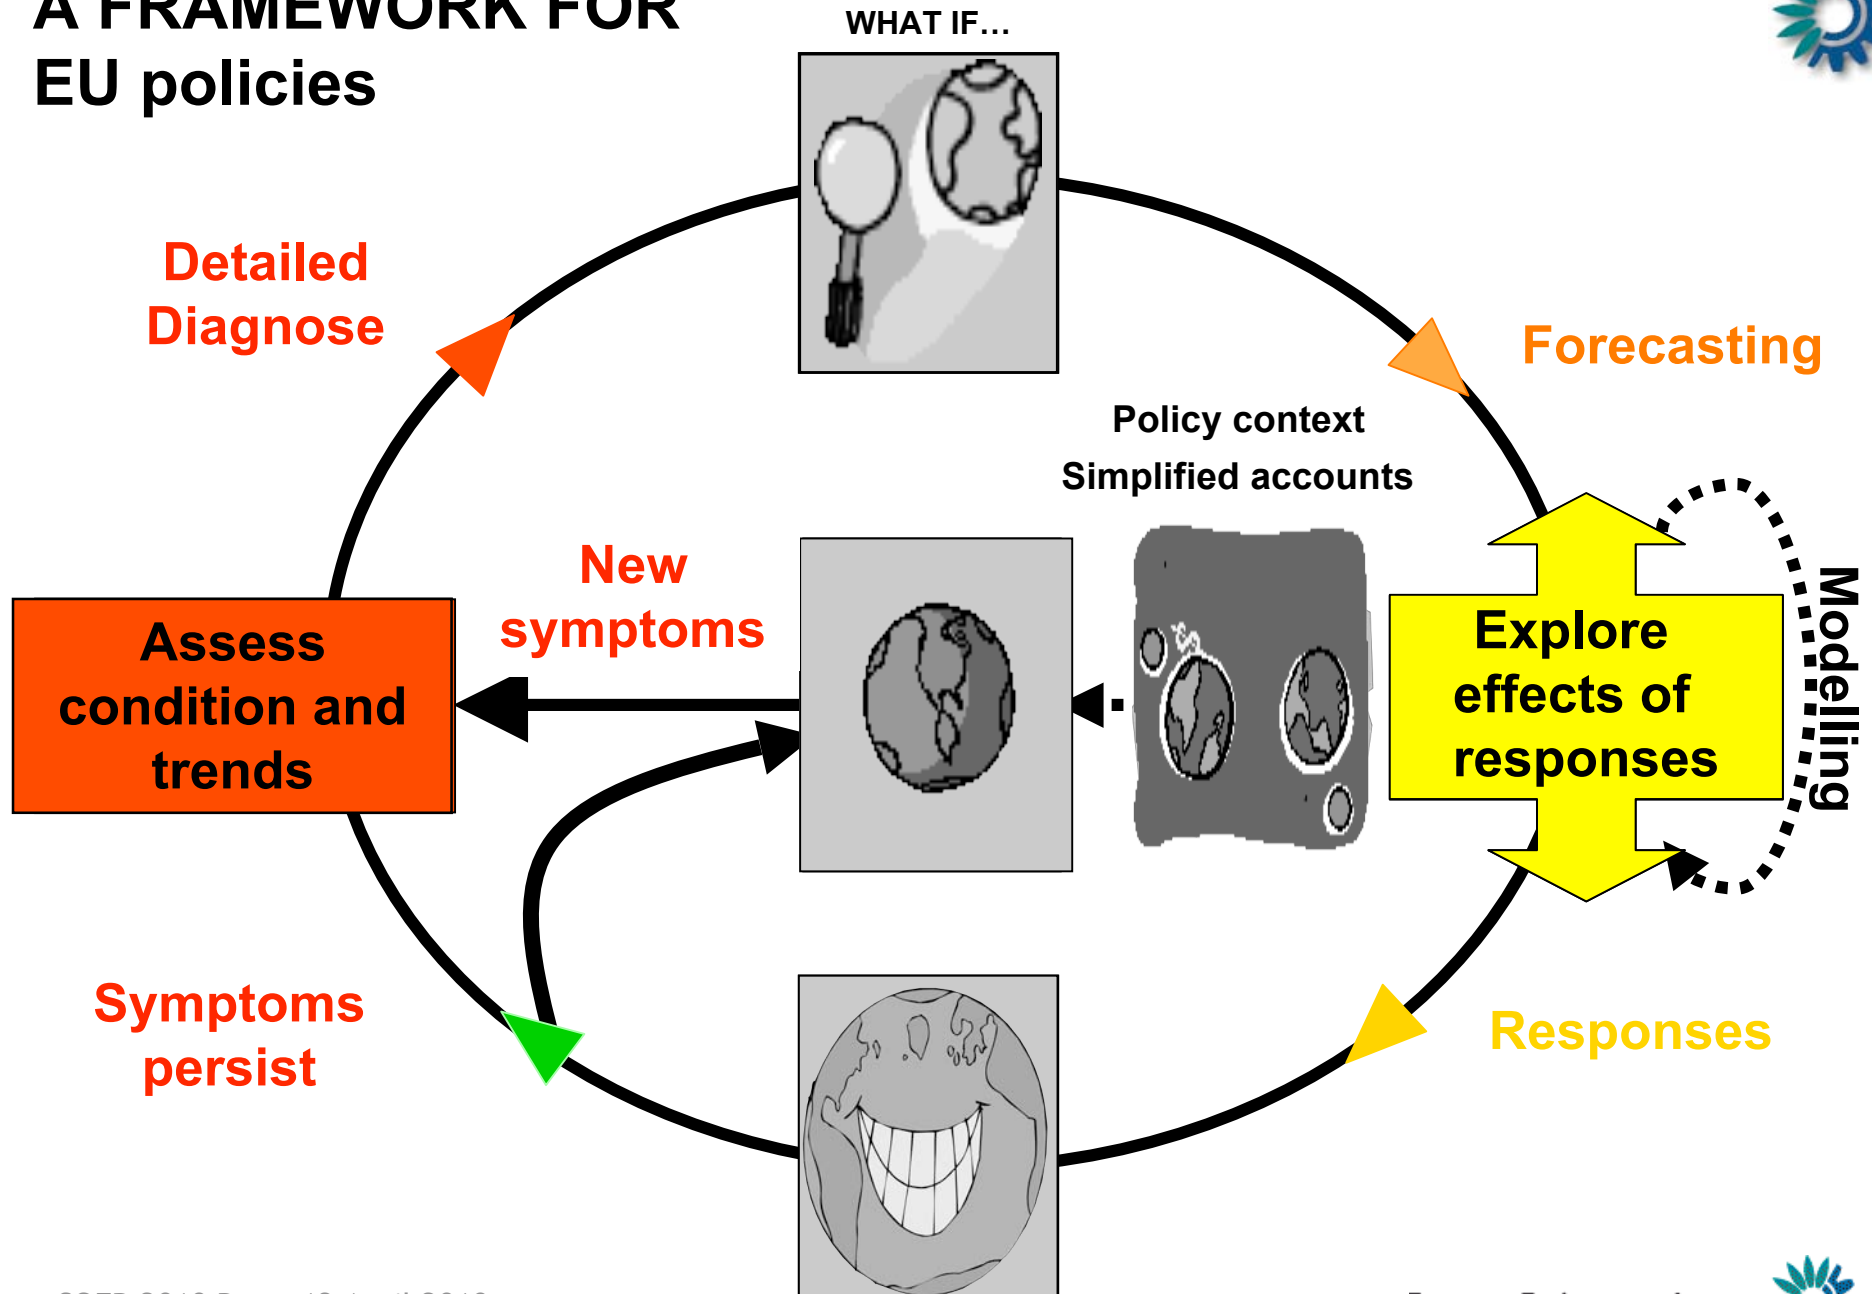 A FRAMEWORK FOR
EU policies
WHAT IF...
Detailed
Diagnose
Forecasting
Policy context
Simplified accounts
New
symptoms
Assess
condition and
trends
Explore
effects of
responses
Modelling
Symptoms
persist
Responses